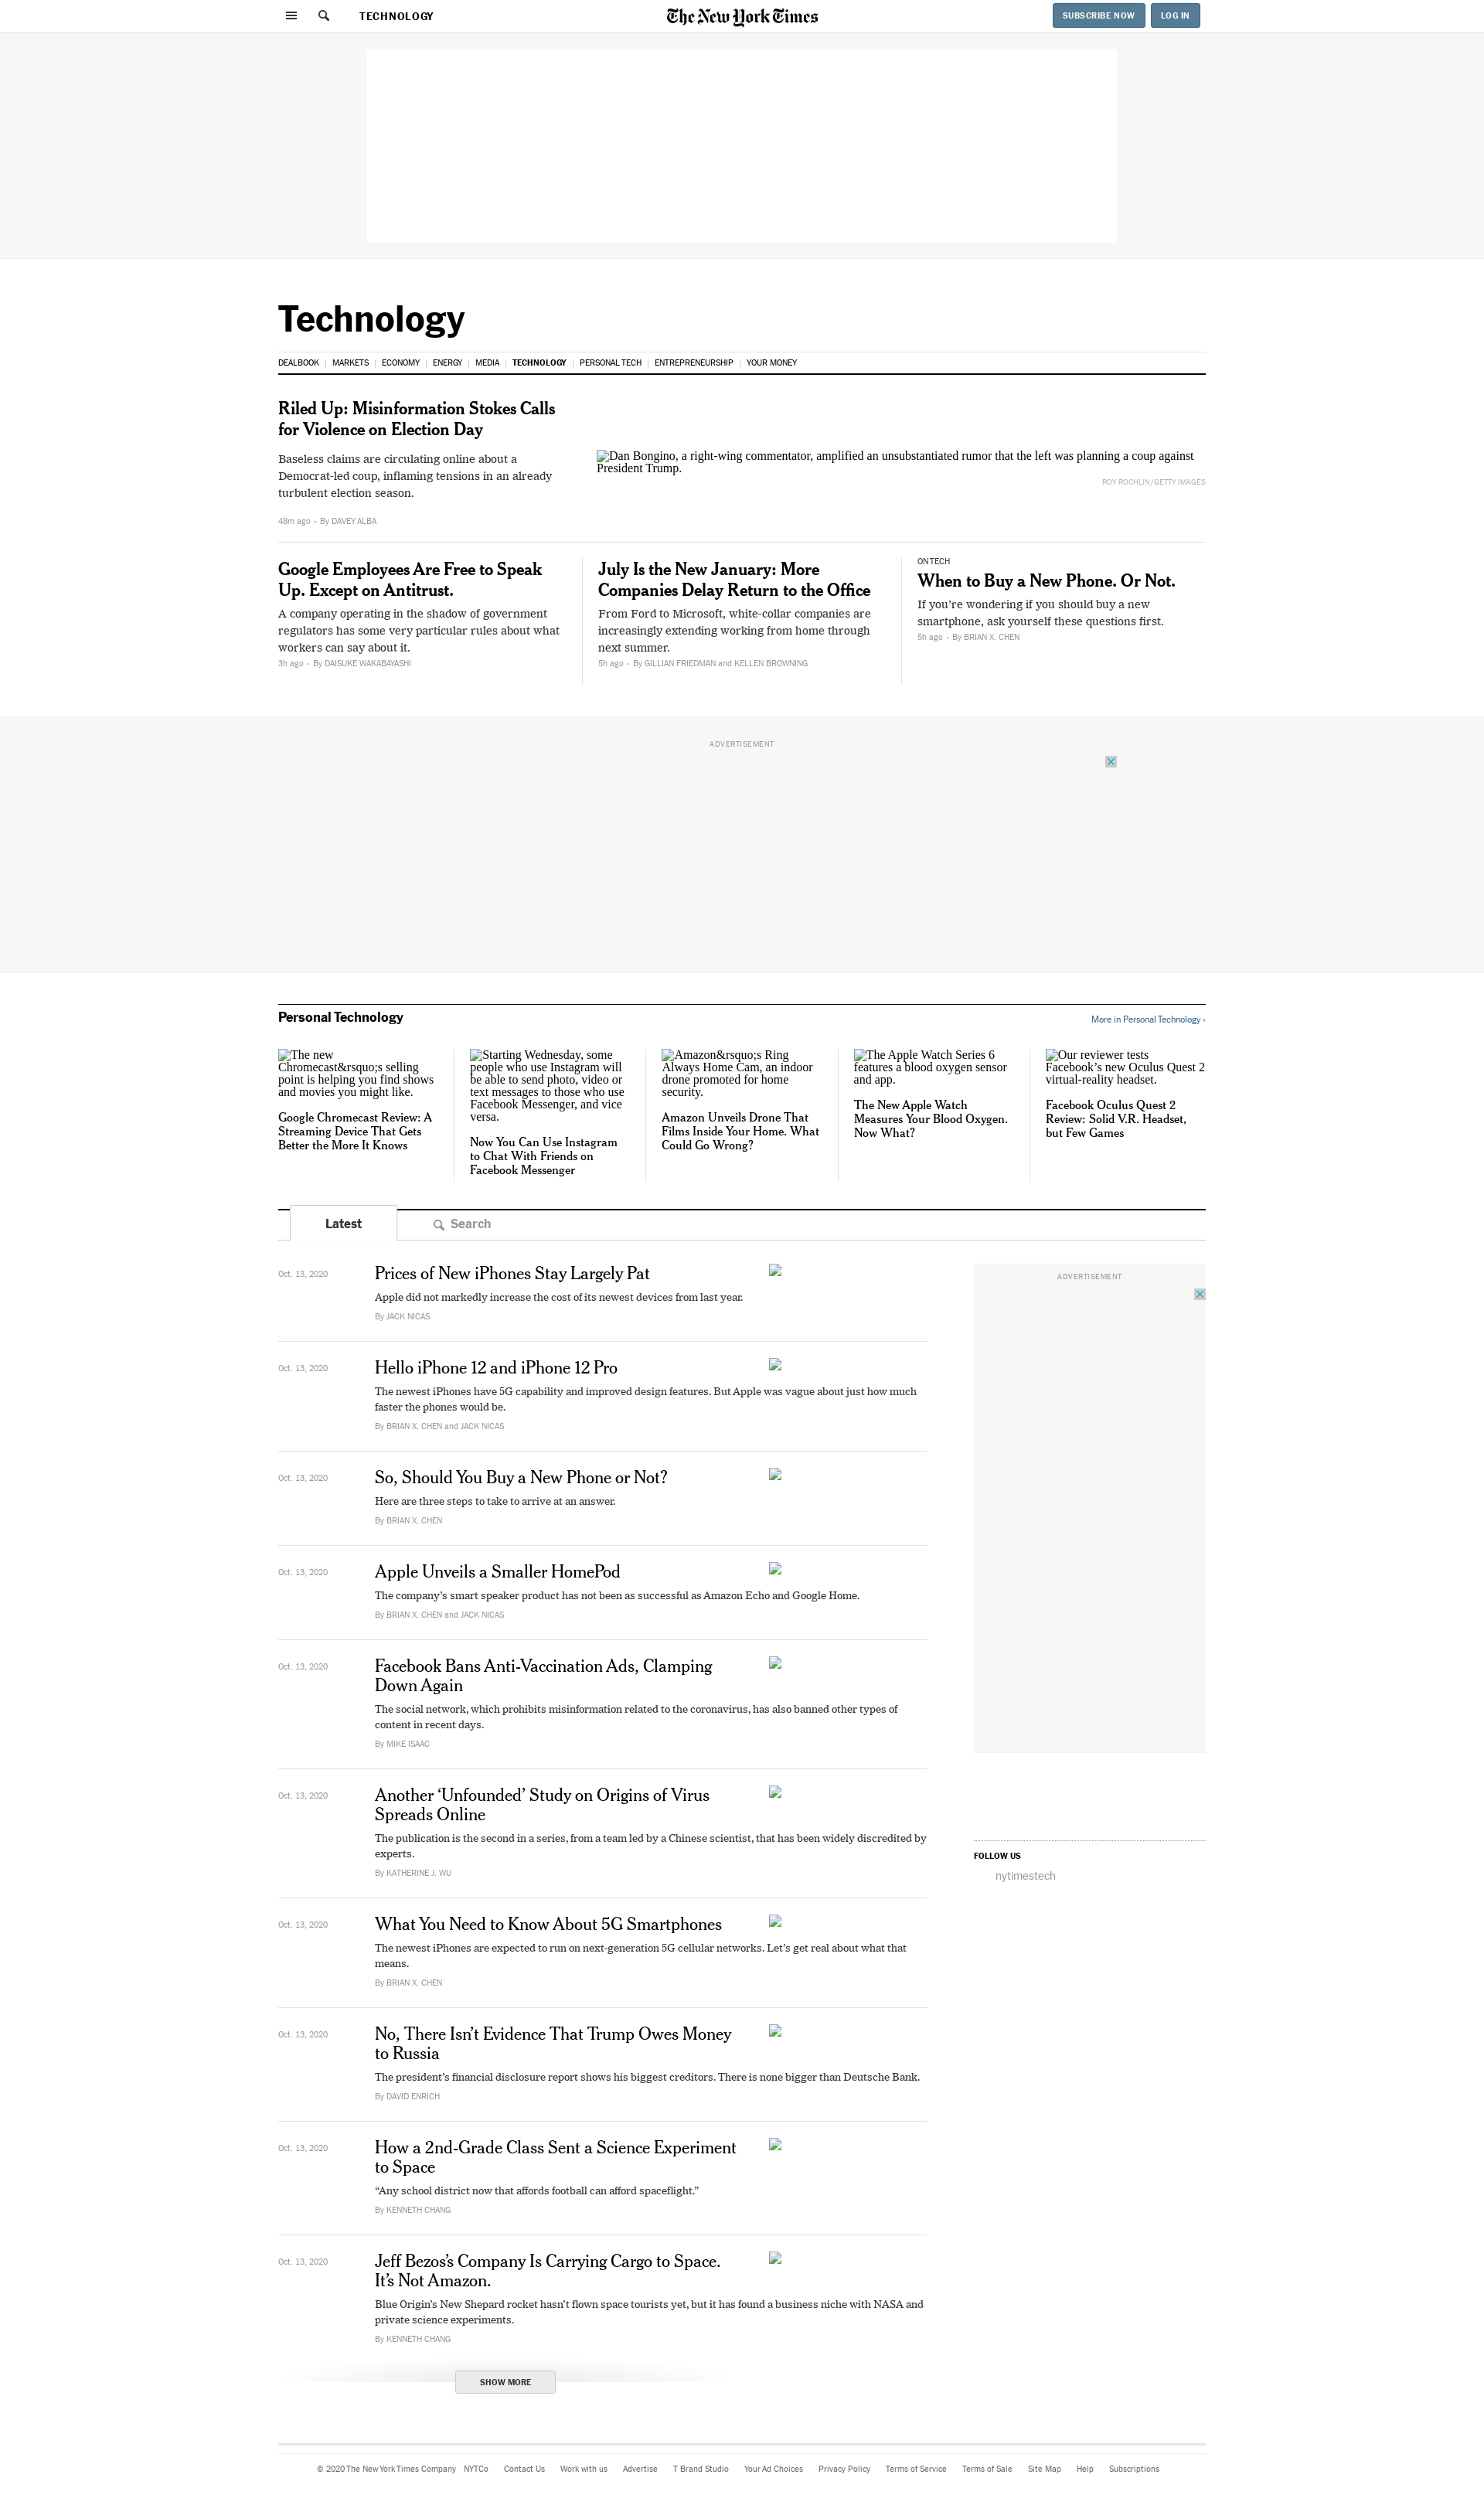 TECHNOLOGY
The New York Times
SUBSCRIBE NOW
LOG IN
Technology
DEALBOOK | MARKETS | ECONOMY | ENERGY | MEDIA | TECHNOLOGY | PERSONAL TECH | ENTREPRENEURSHIP | YOUR MONEY
Riled Up: Misinformation Stokes Calls
for Violence on Election Day
Baseless claims are circulating online about a
Democrat-led coup, inflaming tensions in an already
turbulent election season.
48m ago • By DAVEY ALBA
Dan Bongino, a right-wing commentator, amplified an unsubstantiated rumor that the left was planning a coup against
President Trump.
ROY ROCHLIN/GETTY IMAGES
Google Employees Are Free to Speak
Up. Except on Antitrust.
A company operating in the shadow of government
regulators has some very particular rules about what
workers can say about it.
3h ago • By DAISUKE WAKABAYASHI
July Is the New January: More
Companies Delay Return to the Office
From Ford to Microsoft, white-collar companies are
increasingly extending working from home through
next summer.
5h ago • By GILLIAN FRIEDMAN and KELLEN BROWNING
ON TECH
When to Buy a New Phone. Or Not.
If you’re wondering if you should buy a new
smartphone, ask yourself these questions first.
5h ago • By BRIAN X. CHEN
ADVERTISEMENT
Personal Technology
More in Personal Technology ›
The new
Chromecast&rsquo;s selling
point is helping you find shows
and movies you might like.
Google Chromecast Review: A
Streaming Device That Gets
Better the More It Knows
Starting Wednesday, some
people who use Instagram will
be able to send photo, video or
text messages to those who use
Facebook Messenger, and vice
versa.
Now You Can Use Instagram
to Chat With Friends on
Facebook Messenger
Amazon&rsquo;s Ring
Always Home Cam, an indoor
drone promoted for home
security.
Amazon Unveils Drone That
Films Inside Your Home. What
Could Go Wrong?
The Apple Watch Series 6
features a blood oxygen sensor
and app.
The New Apple Watch
Measures Your Blood Oxygen.
Now What?
Our reviewer tests
Facebook’s new Oculus Quest 2
virtual-reality headset.
Facebook Oculus Quest 2
Review: Solid V.R. Headset,
but Few Games
Latest
Search
Oct. 13, 2020
Prices of New iPhones Stay Largely Pat
Apple did not markedly increase the cost of its newest devices from last year.
By JACK NICAS
Oct. 13, 2020
Hello iPhone 12 and iPhone 12 Pro
The newest iPhones have 5G capability and improved design features. But Apple was vague about just how much
faster the phones would be.
By BRIAN X. CHEN and JACK NICAS
Oct. 13, 2020
So, Should You Buy a New Phone or Not?
Here are three steps to take to arrive at an answer.
By BRIAN X. CHEN
Oct. 13, 2020
Apple Unveils a Smaller HomePod
The company’s smart speaker product has not been as successful as Amazon Echo and Google Home.
By BRIAN X. CHEN and JACK NICAS
Oct. 13, 2020
Facebook Bans Anti-Vaccination Ads, Clamping
Down Again
The social network, which prohibits misinformation related to the coronavirus, has also banned other types of
content in recent days.
By MIKE ISAAC
Oct. 13, 2020
Another ‘Unfounded’ Study on Origins of Virus
Spreads Online
The publication is the second in a series, from a team led by a Chinese scientist, that has been widely discredited by
experts.
By KATHERINE J. WU
Oct. 13, 2020
What You Need to Know About 5G Smartphones
The newest iPhones are expected to run on next-generation 5G cellular networks. Let’s get real about what that
means.
By BRIAN X. CHEN
Oct. 13, 2020
No, There Isn’t Evidence That Trump Owes Money
to Russia
The president’s financial disclosure report shows his biggest creditors. There is none bigger than Deutsche Bank.
By DAVID ENRICH
Oct. 13, 2020
How a 2nd-Grade Class Sent a Science Experiment
to Space
“Any school district now that affords football can afford spaceflight.”
By KENNETH CHANG
Oct. 13, 2020
Jeff Bezos’s Company Is Carrying Cargo to Space.
It’s Not Amazon.
Blue Origin’s New Shepard rocket hasn’t flown space tourists yet, but it has found a business niche with NASA and
private science experiments.
By KENNETH CHANG
SHOW MORE
ADVERTISEMENT
FOLLOW US
nytimestech
© 2020 The New York Times Company NYTCo Contact Us Work with us Advertise T Brand Studio Your Ad Choices Privacy Policy Terms of Service Terms of Sale Site Map Help Subscriptions